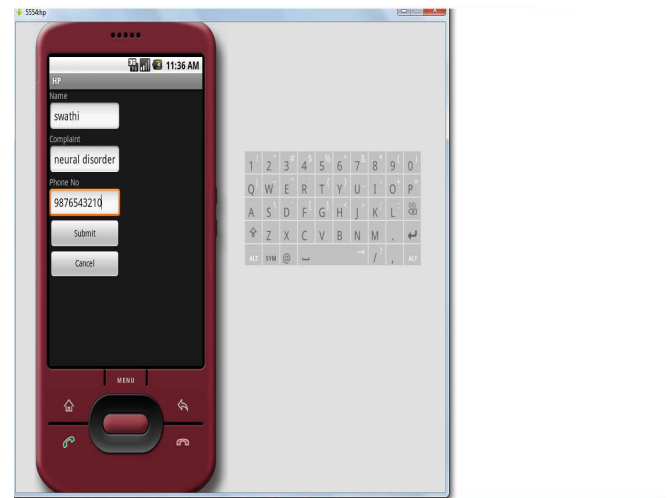 5554:hp
11:36 AM
HP
Name
swathi
Complaint
neural disorder
Phone No
9876543210
Submit
Cancel
MENU
1 2 3 4 5 6 7 8 9 0
Q W E R T Y U I O P
A S D F G H J K L DEL
Z X C V B N M .
ALT SYM @ / ? , ALT